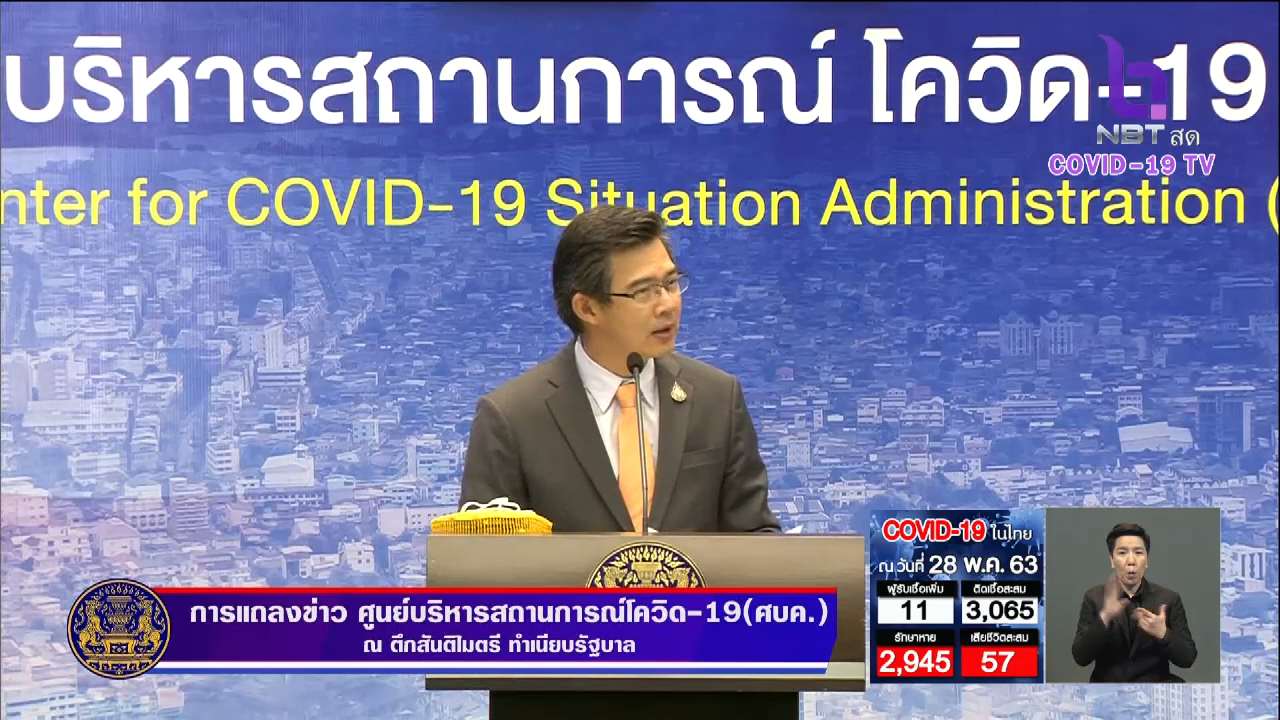 บริหารสถานการณ์ โควิด-19
NBT สด
COVID-19 TV
nter for COVID-19 Situation Administration (
COVID-19 ในไทย
ณ วันที่ 28 พ.ค. 63
ผู้รับเชื้อเพิ่ม
ติดเชื้อสะสม
11
3,065
รักษาหาย
เสียชีวิตสะสม
2,945
57
การแถลงข่าว ศูนย์บริหารสถานการณ์โควิด-19(ศบค.)
ณ ตึกสันติไมตรี ทำเนียบรัฐบาล